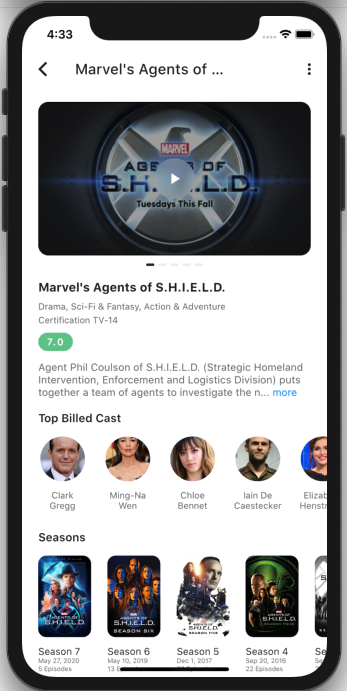 4:33
Marvel's Agents of ...
MARVEL
AGENTS OF
S.H.I.E.L.D.
Tuesdays This Fall
Marvel's Agents of S.H.I.E.L.D.
Drama, Sci-Fi & Fantasy, Action & Adventure
Certification TV-14
7.0
Agent Phil Coulson of S.H.I.E.L.D. (Strategic Homeland
Intervention, Enforcement and Logistics Division) puts
together a team of agents to investigate the n... more
Top Billed Cast
Clark
Gregg
Ming-Na
Wen
Chloe
Bennet
Iain De
Caestecker
Elizab
Henstr
Seasons
S.H.I.E.L.D.
S.H.I.E.L.D.
SEASON SIX
S.H.I.E.L.D.
SEASON FIVE
S.H.I.E.L.D.
Season 7
May 27, 2020
5 Episodes
Season 6
May 10, 2019
13 E
Season 5
Dec 1, 2017
Season 4
Sep 20, 2016
22 Episodes
Se